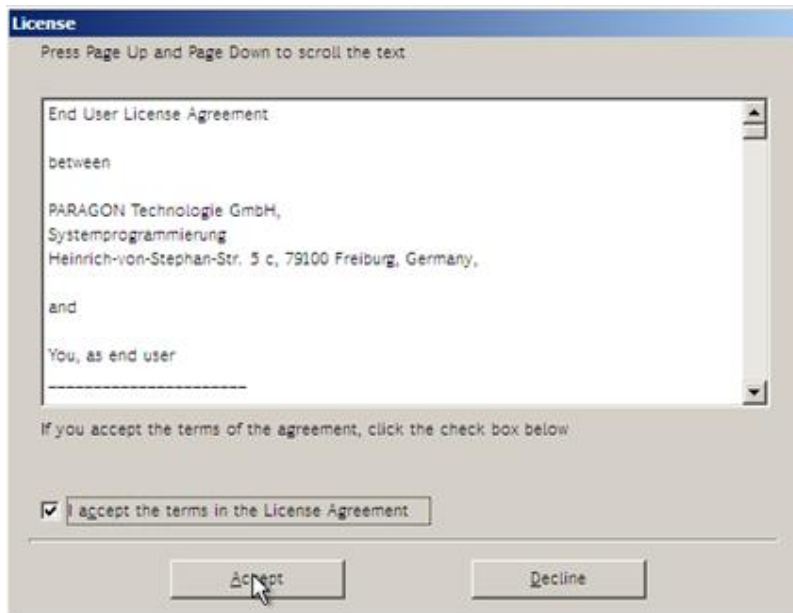 License
Press Page Up and Page Down to scroll the text
End User License Agreement
between
PARAGON Technologie GmbH,
Systemprogrammierung
Heinrich-von-Stephan-Str. 5 c, 79100 Freiburg, Germany,
and
You, as end user
----------------------
If you accept the terms of the agreement, click the check box below
I accept the terms in the License Agreement
Accept
Decline